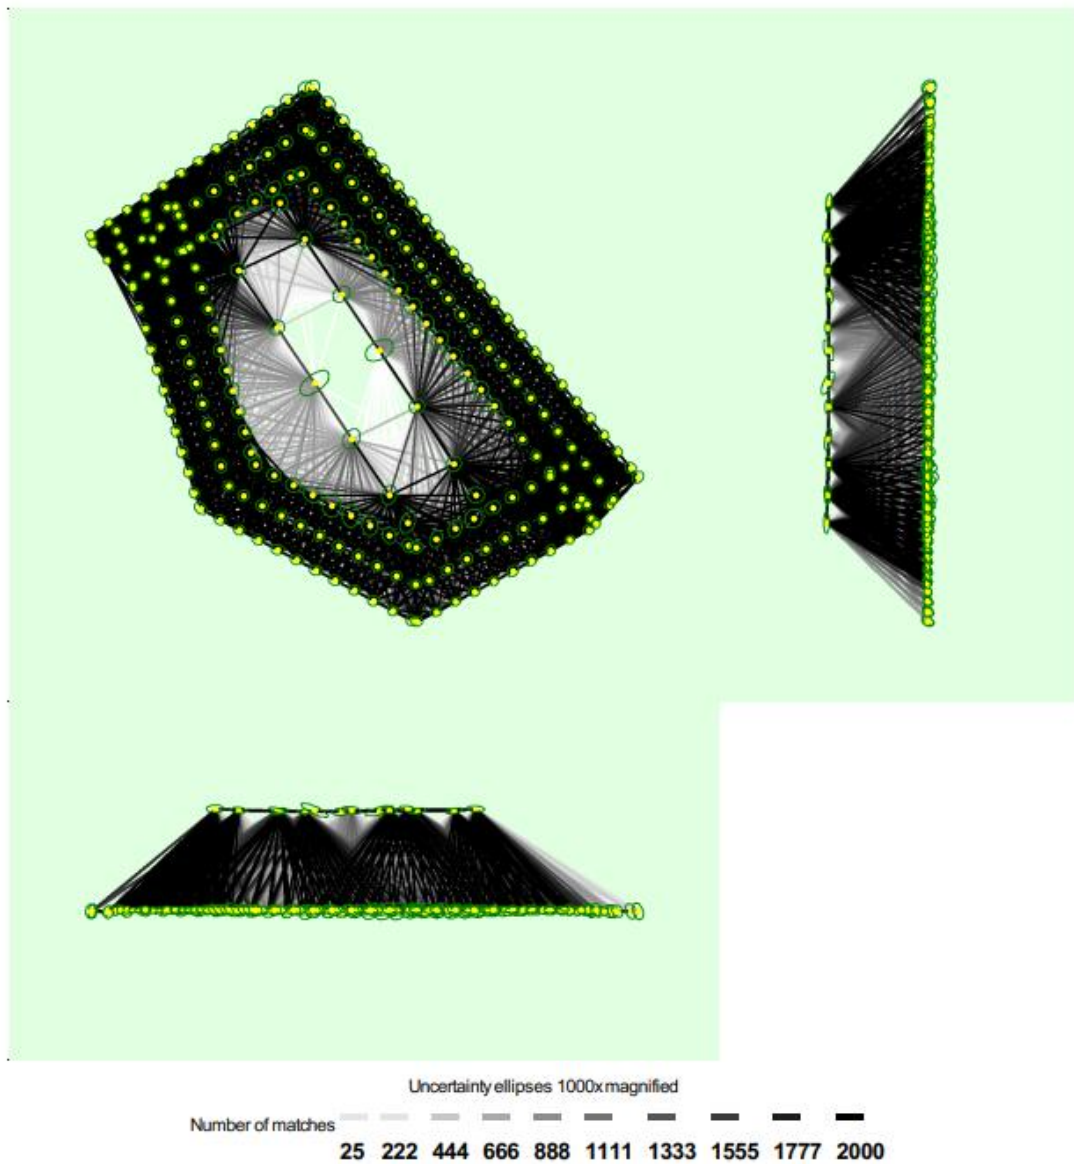 Uncertainty ellipses 1000x magnified
Number of matches
25 222 444 666 888 1111 1333 1555 1777 2000